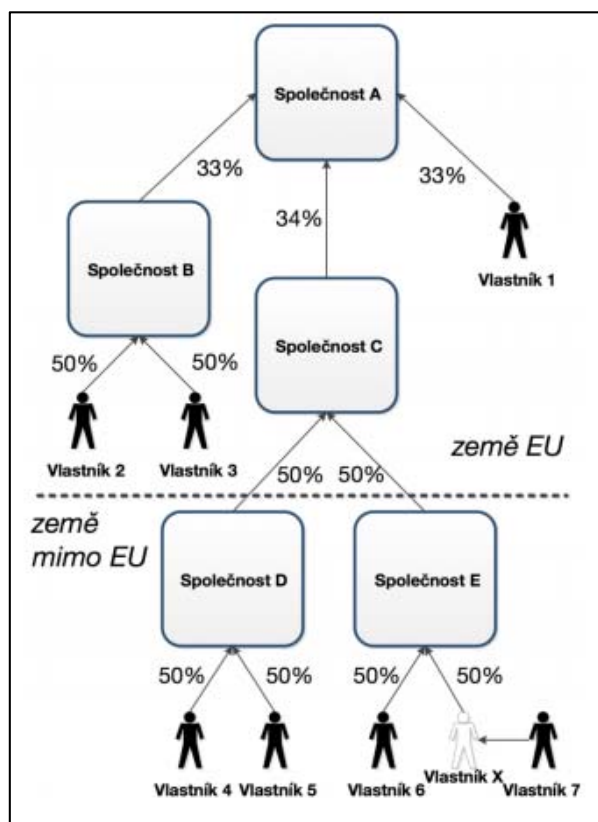 Společnost A
33%
34%
33%
Společnost B
Vlastník 1
Společnost C
50%
50%
Vlastník 2
Vlastník 3
země EU
50%
50%
země
mimo EU
Společnost D
Společnost E
50%
50%
50%
50%
Vlastník 4
Vlastník 5
Vlastník 6
Vlastník X
Vlastník 7